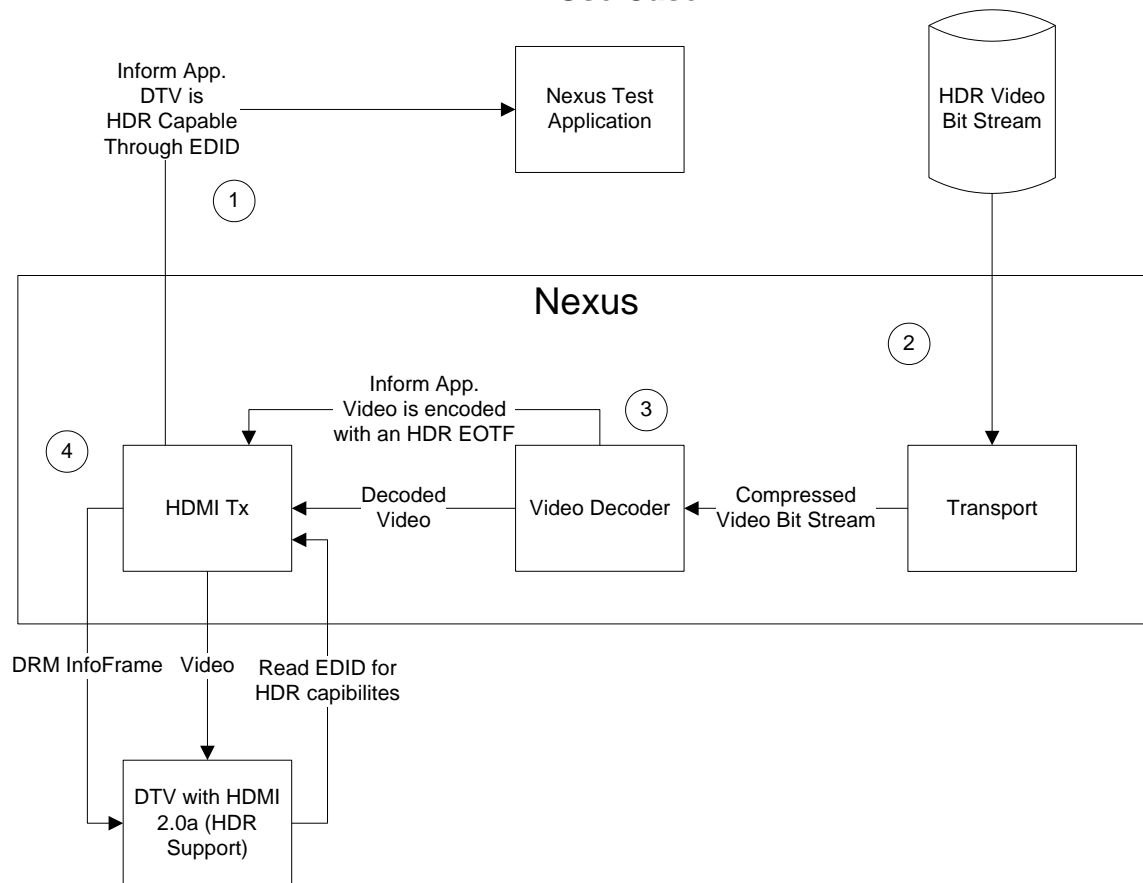 Inform App.
DTV is
HDR Capable
Through EDID
Nexus Test
Application
HDR Video
Bit Stream
1
Nexus
2
Inform App.
Video is encoded
with an HDR EOTF
3
4
HDMI Tx
Decoded
Video
Video Decoder
Compressed
Video Bit Stream
Transport
DRM InfoFrame
Video
Read EDID for
HDR capibilites
DTV with HDMI
2.0a (HDR
Support)